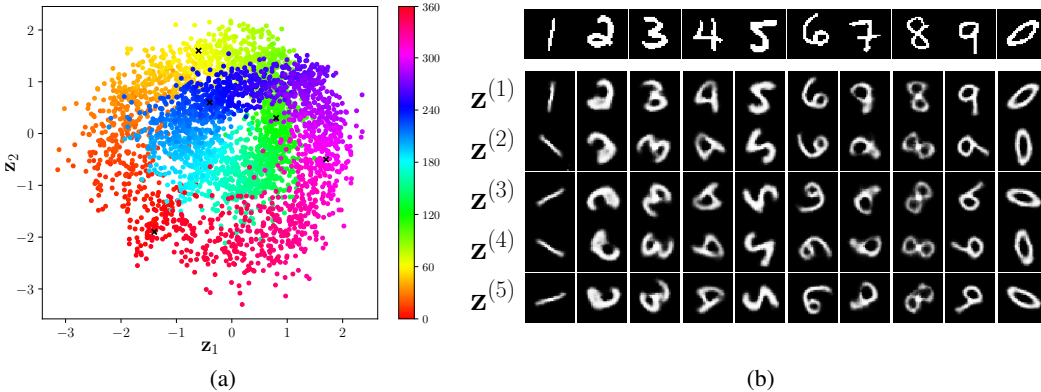 2
1
0
−1
−2
−3
z₂
−3 −2 −1 0 1 2
z₁
360
300
240
180
120
60
0
(a)
1 2 3 4 5 6 7 8 9 0
z⁽¹⁾
z⁽²⁾
z⁽³⁾
z⁽⁴⁾
z⁽⁵⁾
(b)